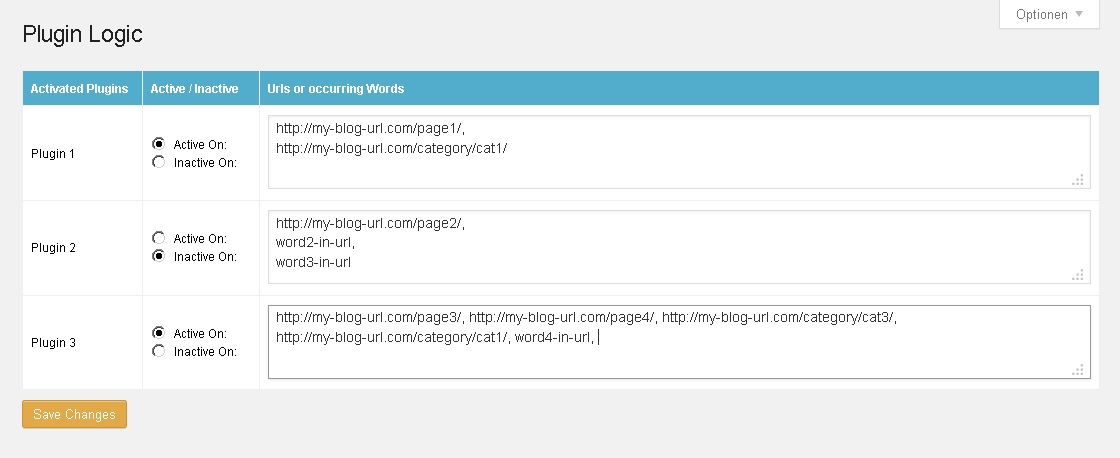 Optionen
Plugin Logic
Activated Plugins Active / Inactive Urls or occurring Words
Plugin 1
Active On:
Inactive On:
http://my-blog-url.com/page1/,
http://my-blog-url.com/category/cat1/
Plugin 2
Active On:
Inactive On:
http://my-blog-url.com/page2/,
word2-in-url,
word3-in-url
Plugin 3
Active On:
Inactive On:
http://my-blog-url.com/page3/, http://my-blog-url.com/page4/, http://my-blog-url.com/category/cat3/,
http://my-blog-url.com/category/cat1/, word4-in-url,
Save Changes